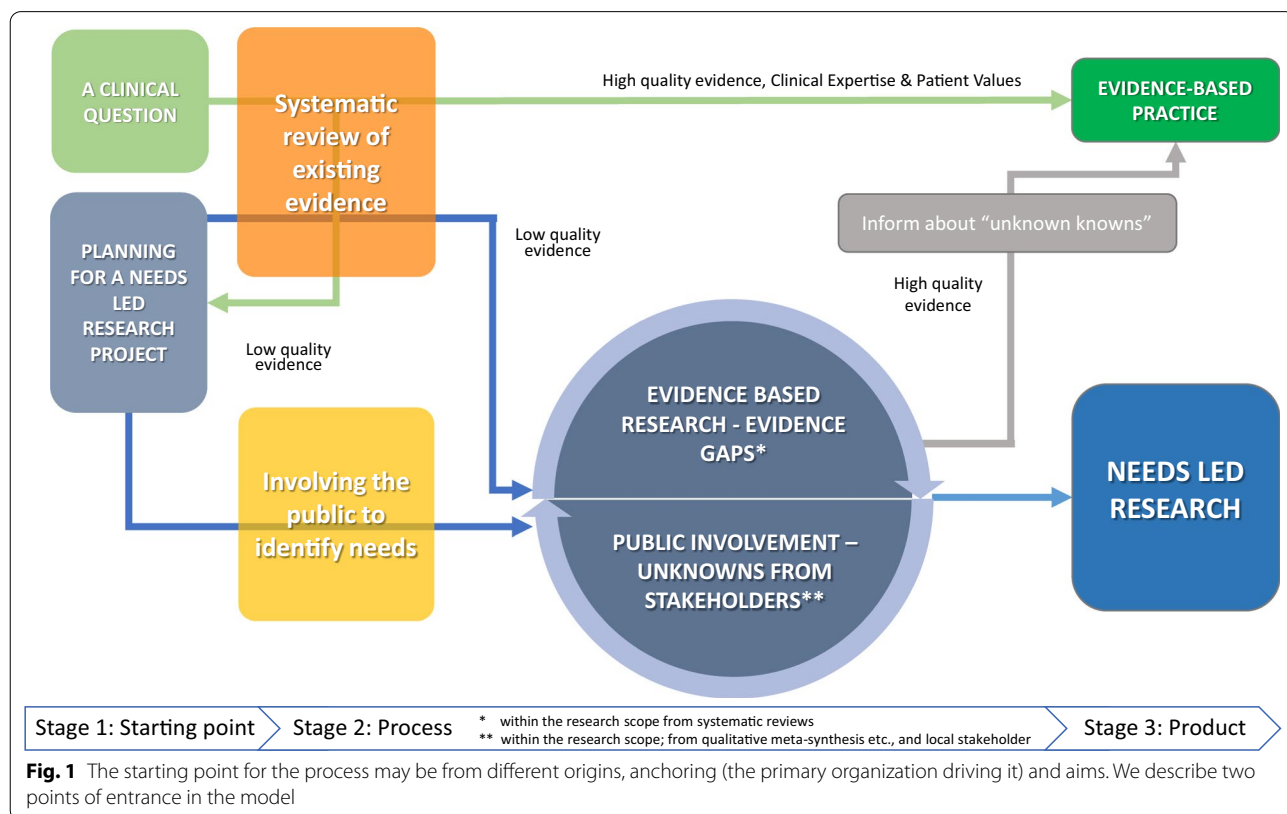 A CLINICAL
QUESTION
Systematic
review of
existing
evidence
High quality evidence, Clinical Expertise & Patient Values
EVIDENCE-BASED
PRACTICE
PLANNING
FOR A NEEDS
LED
RESEARCH
PROJECT
Low quality
evidence
Low quality
evidence
Inform about “unknown knowns”
High quality
evidence
Involving the
public to
identify needs
EVIDENCE BASED
RESEARCH - EVIDENCE
GAPS*
PUBLIC INVOLVEMENT –
UNKNOWNS FROM
STAKEHOLDERS**
NEEDS LED
RESEARCH
Stage 1: Starting point
Stage 2: Process
* within the research scope from systematic reviews
** within the research scope; from qualitative meta-synthesis etc., and local stakeholder
Stage 3: Product
Fig. 1 The starting point for the process may be from different origins, anchoring (the primary organization driving it) and aims. We describe two
points of entrance in the model